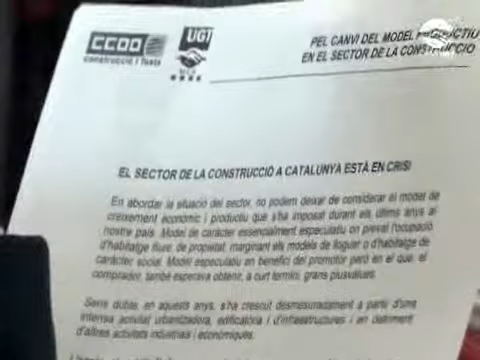 CCOO
construcció i fusta
UGT
MCA
PEL CANVI DEL MODEL PRODUCTIU
EN EL SECTOR DE LA CONSTRUCCIO
EL SECTOR DE LA CONSTRUCCIÓ A CATALUNYA ESTÀ EN CRISI
En abordar la situació del sector, no podem deixar de considerar el model de
creixement econòmic i productiu que s'ha imposat durant els últims anys al
nostre país. Model de caràcter essencialment especulatiu on preval l'ocupació
d'habitatge lliure, de propietat, marginant els models de lloguer o d'habitatge de
caràcter social. Model especulatiu en benefici del promotor però en el que, el
comprador, també esperava obtenir, a curt termini, grans plusvalues.
Sens dubte, en aquests anys, s'ha crescut desmesuradament a partir d'una
intensa activitat urbanitzadora, edificatòria i d'infraestructures i en detriment
d'altres activitats industrials i econòmiques.